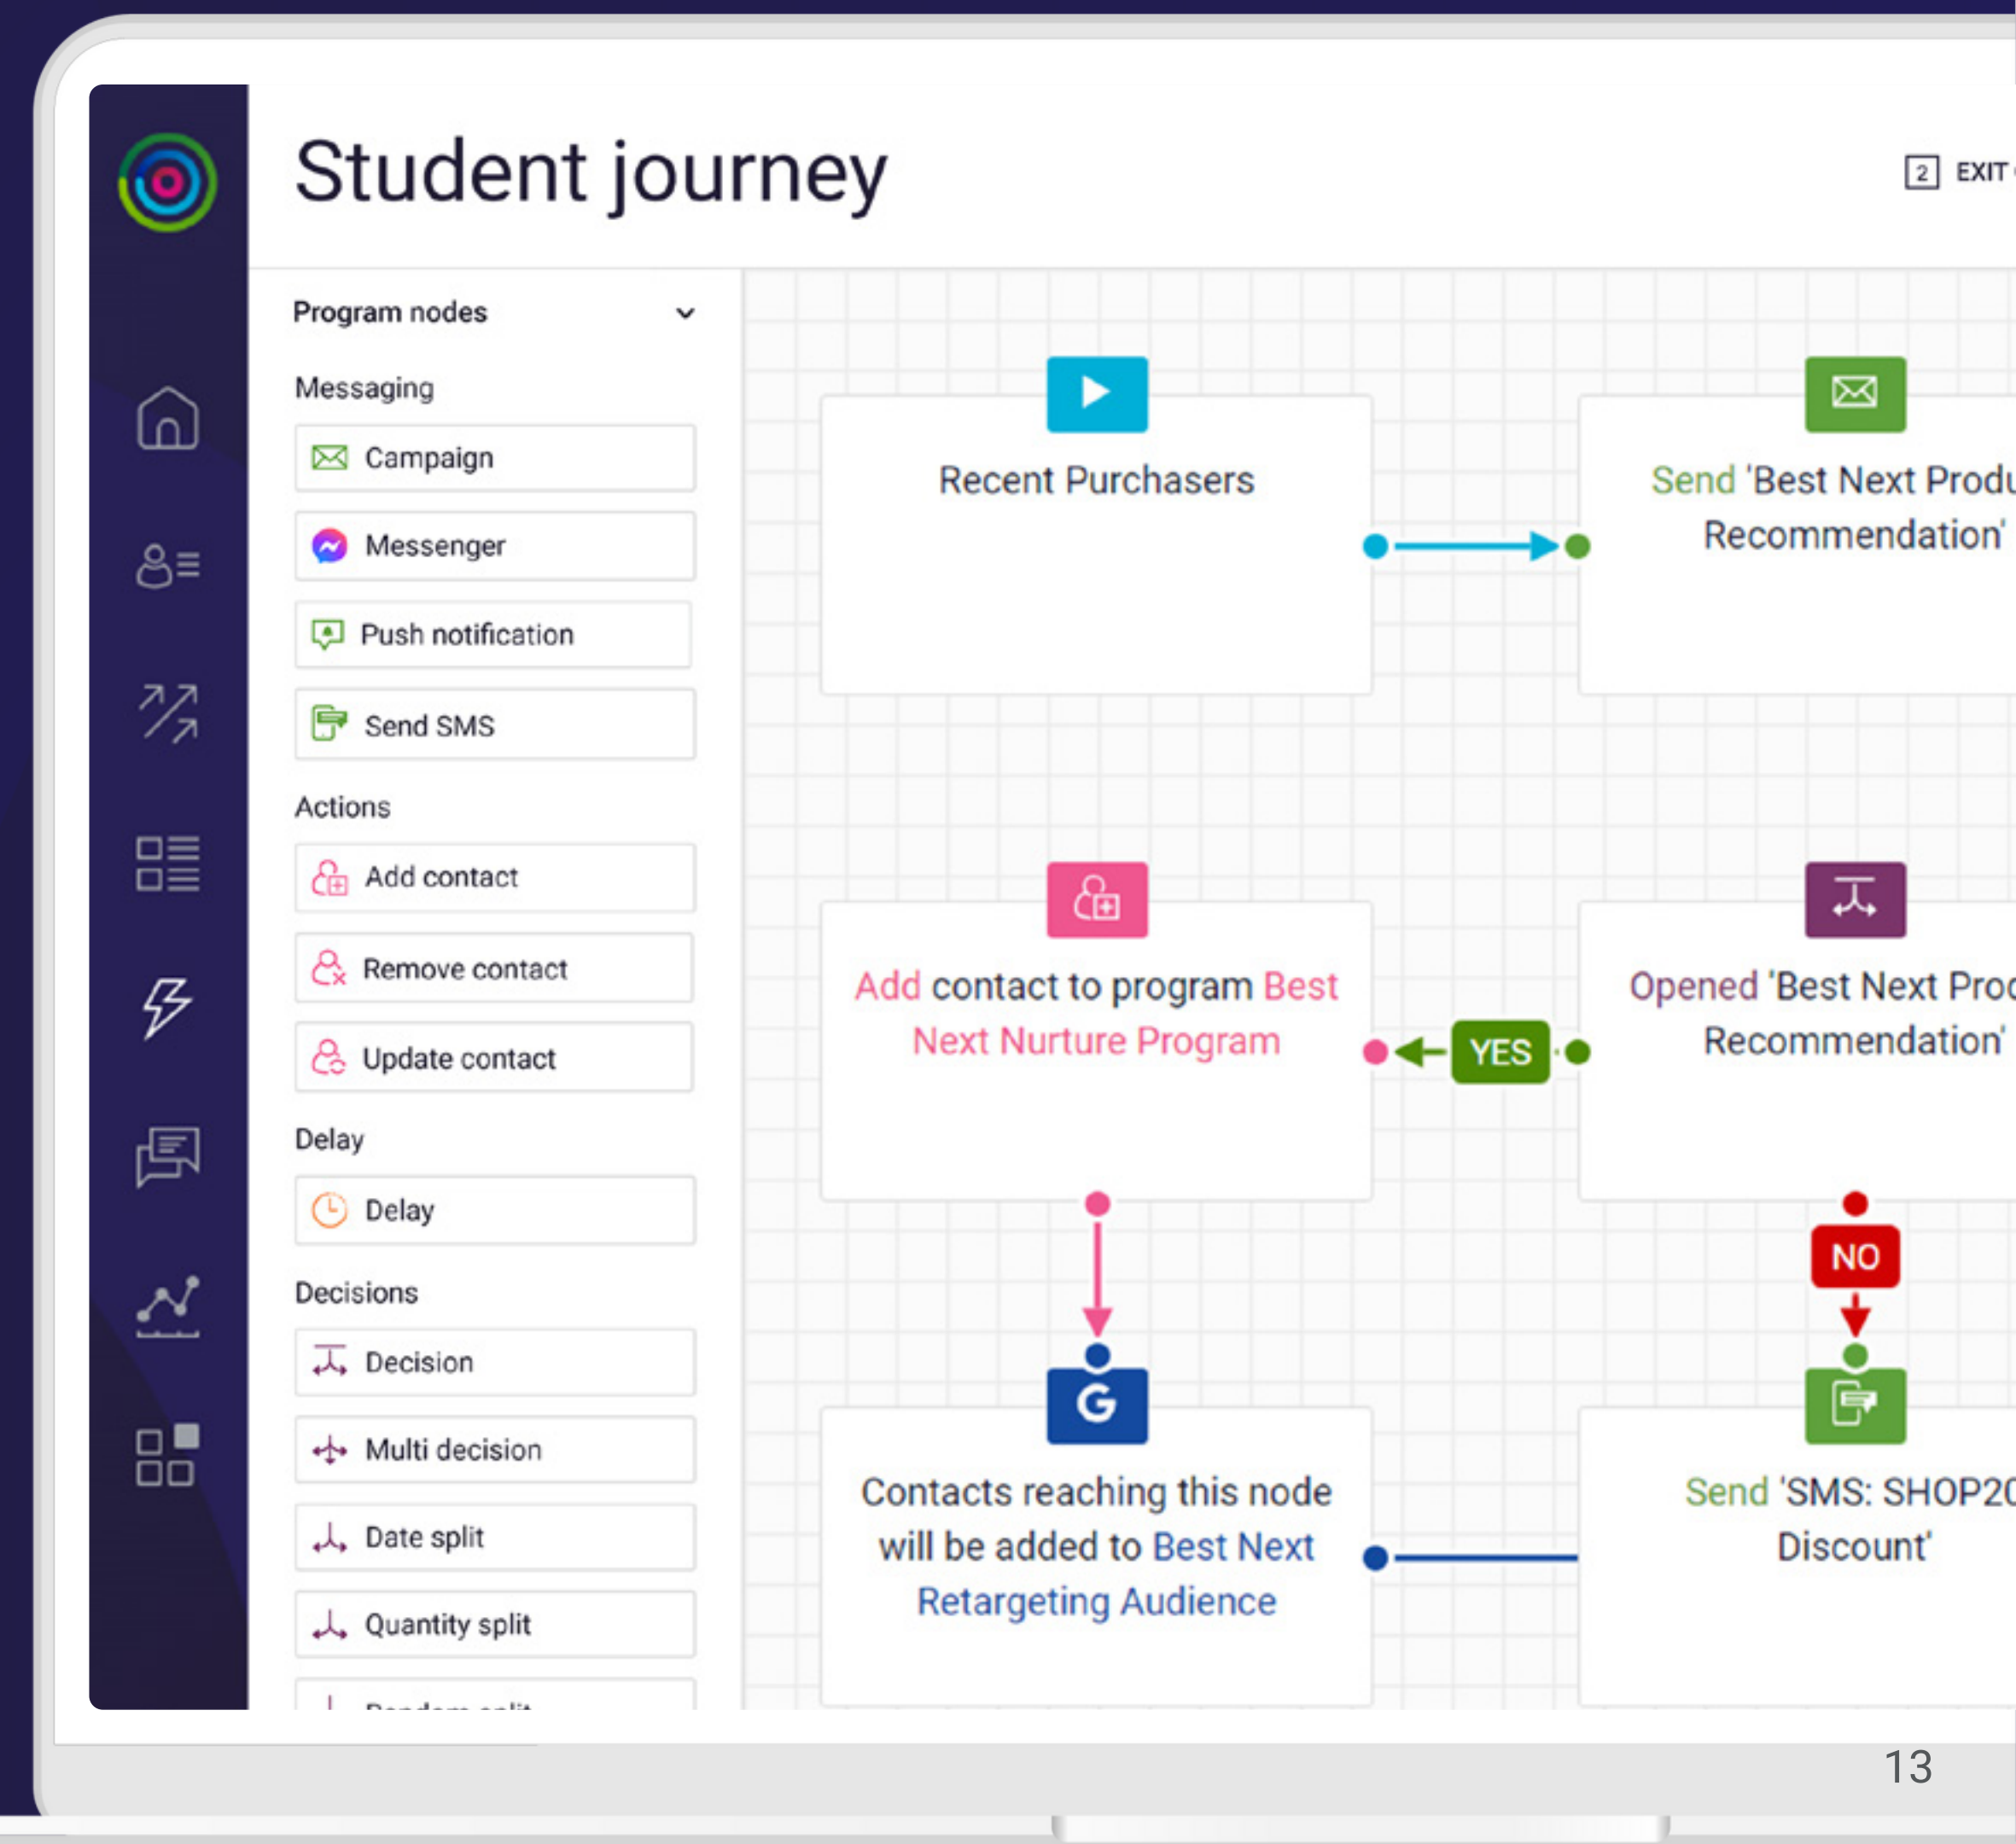 Student journey
2 EXIT
Program nodes
Messaging
Campaign
Messenger
Push notification
Send SMS
Actions
Add contact
Remove contact
Update contact
Delay
Delay
Decisions
Decision
Multi decision
Date split
Quantity split
Recent Purchasers
Send 'Best Next Produ
Recommendation'
Add contact to program Best
Next Nurture Program
YES
Opened 'Best Next Prod
Recommendation'
NO
G
Contacts reaching this node
will be added to Best Next
Retargeting Audience
Send 'SMS: SHOP20
Discount'
13